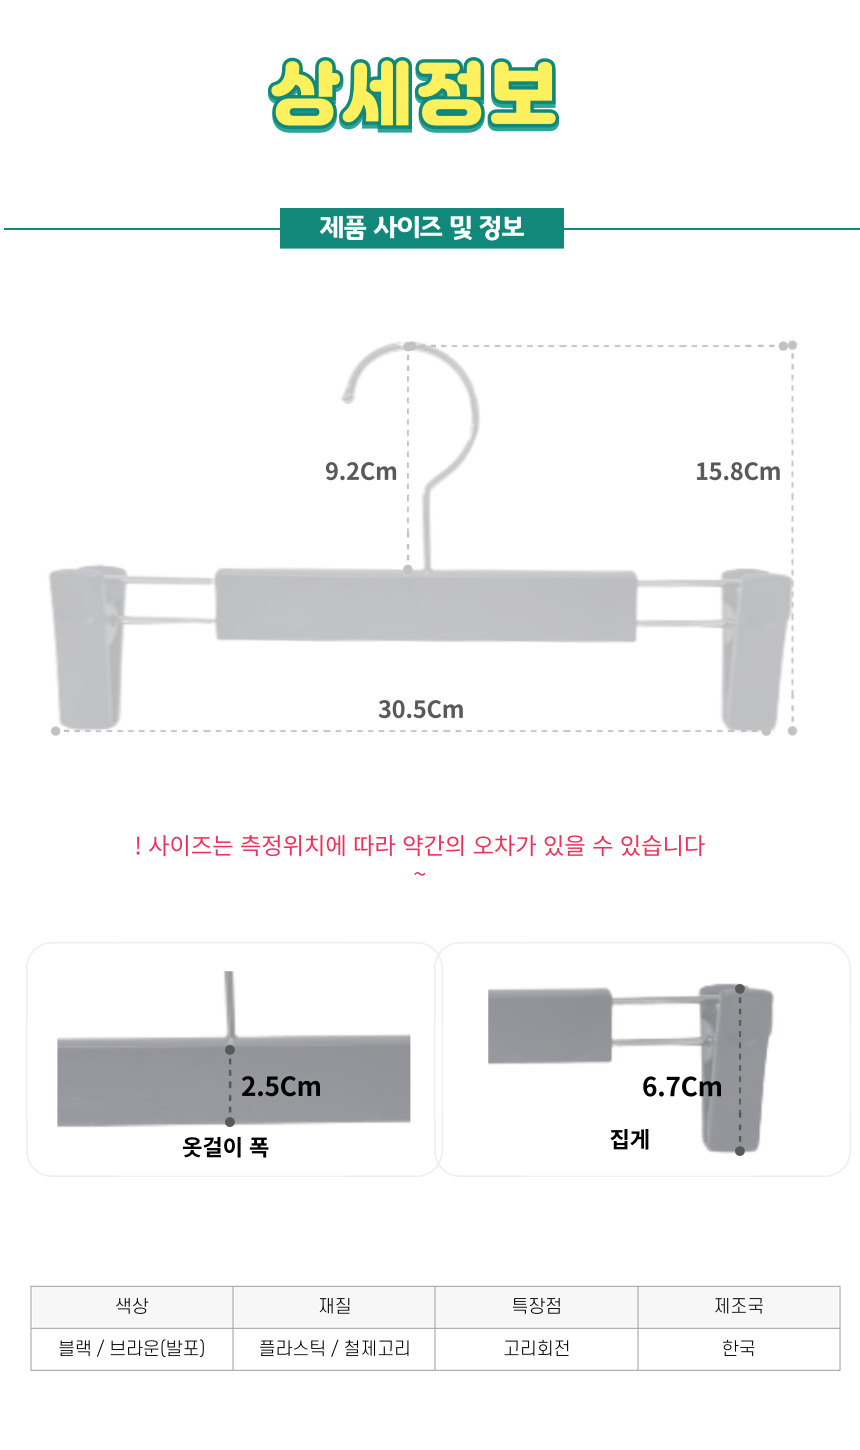 상세정보
제품 사이즈 및 정보
9.2Cm
15.8Cm
30.5Cm
! 사이즈는 측정위치에 따라 약간의 오차가 있을 수 있습니다
~
2.5Cm
옷걸이 폭
6.7Cm
집게
색상 재질 특장점 제조국
블랙 / 브라운(발포) 플라스틱 / 철제고리 고리회전 한국